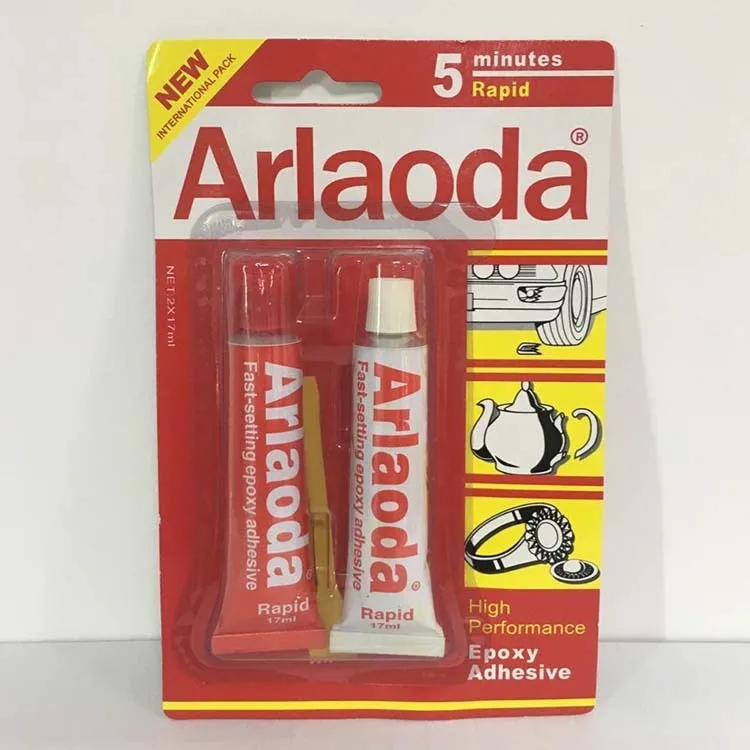 NEW
INTERNATIONAL PACK
5 minutes
Rapid
Arlaoda®
NET:2X17ml
Arlaoda®
Fast-setting epoxy adhesive
Rapid
17ml
Arlaoda®
Fast-setting epoxy adhesive
Rapid
17ml
High
Performance
Epoxy
Adhesive